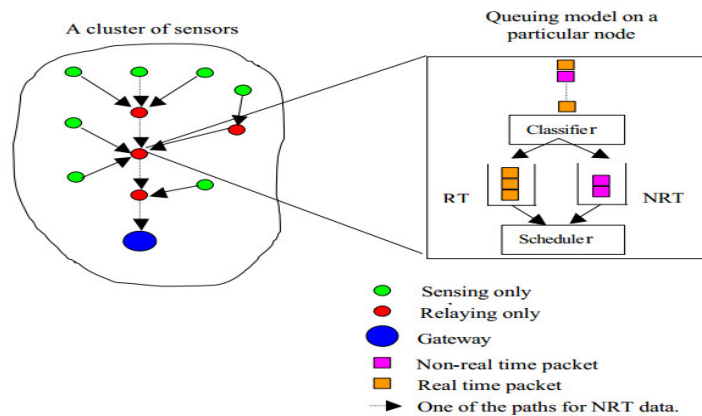 A cluster of sensors
Queuing model on a
particular node
Classifier
RT
NRT
Scheduler
Sensing only
Relaying only
Gateway
Non-real time packet
Real time packet
One of the paths for NRT data.